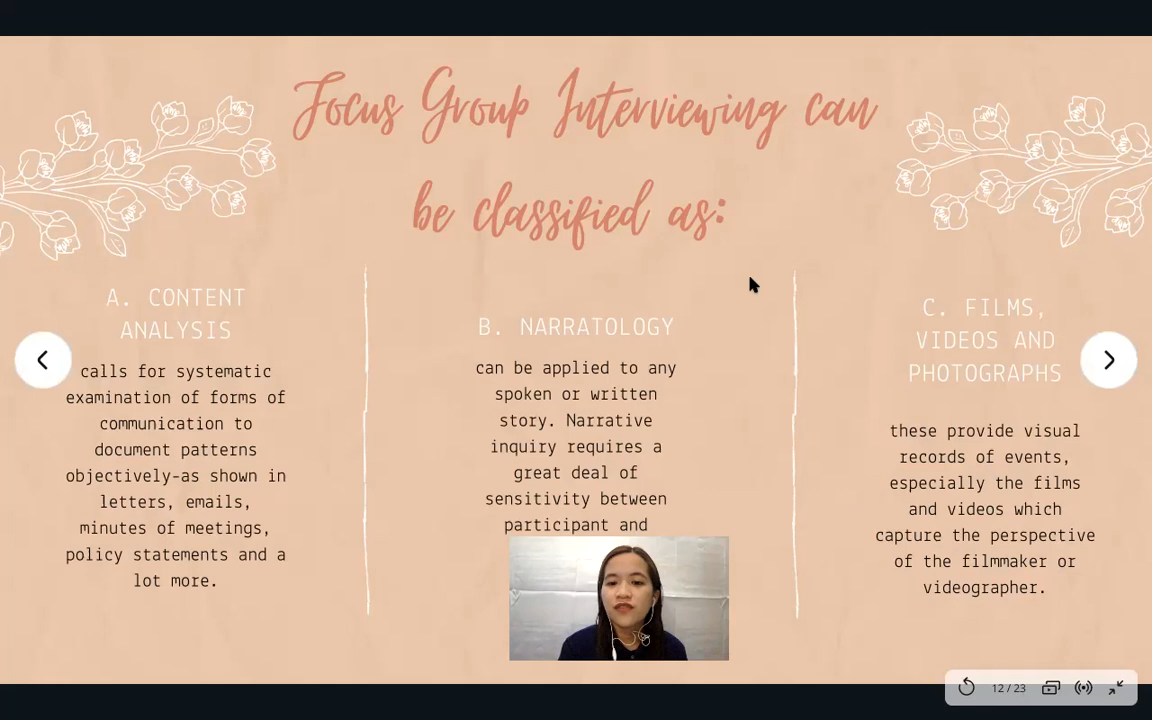 Focus Group Interviewing can
be classified as:
A. CONTENT
ANALYSIS
calls for systematic
examination of forms of
communication to
document patterns
objectively-as shown in
letters, emails,
minutes of meetings,
policy statements and a
lot more.
B. NARRATOLOGY
can be applied to any
spoken or written
story. Narrative
inquiry requires a
great deal of
sensitivity between
participant and
C. FILMS,
VIDEOS AND
PHOTOGRAPHS
these provide visual
records of events,
especially the films
and videos which
capture the perspective
of the filmmaker or
videographer.
12 / 23